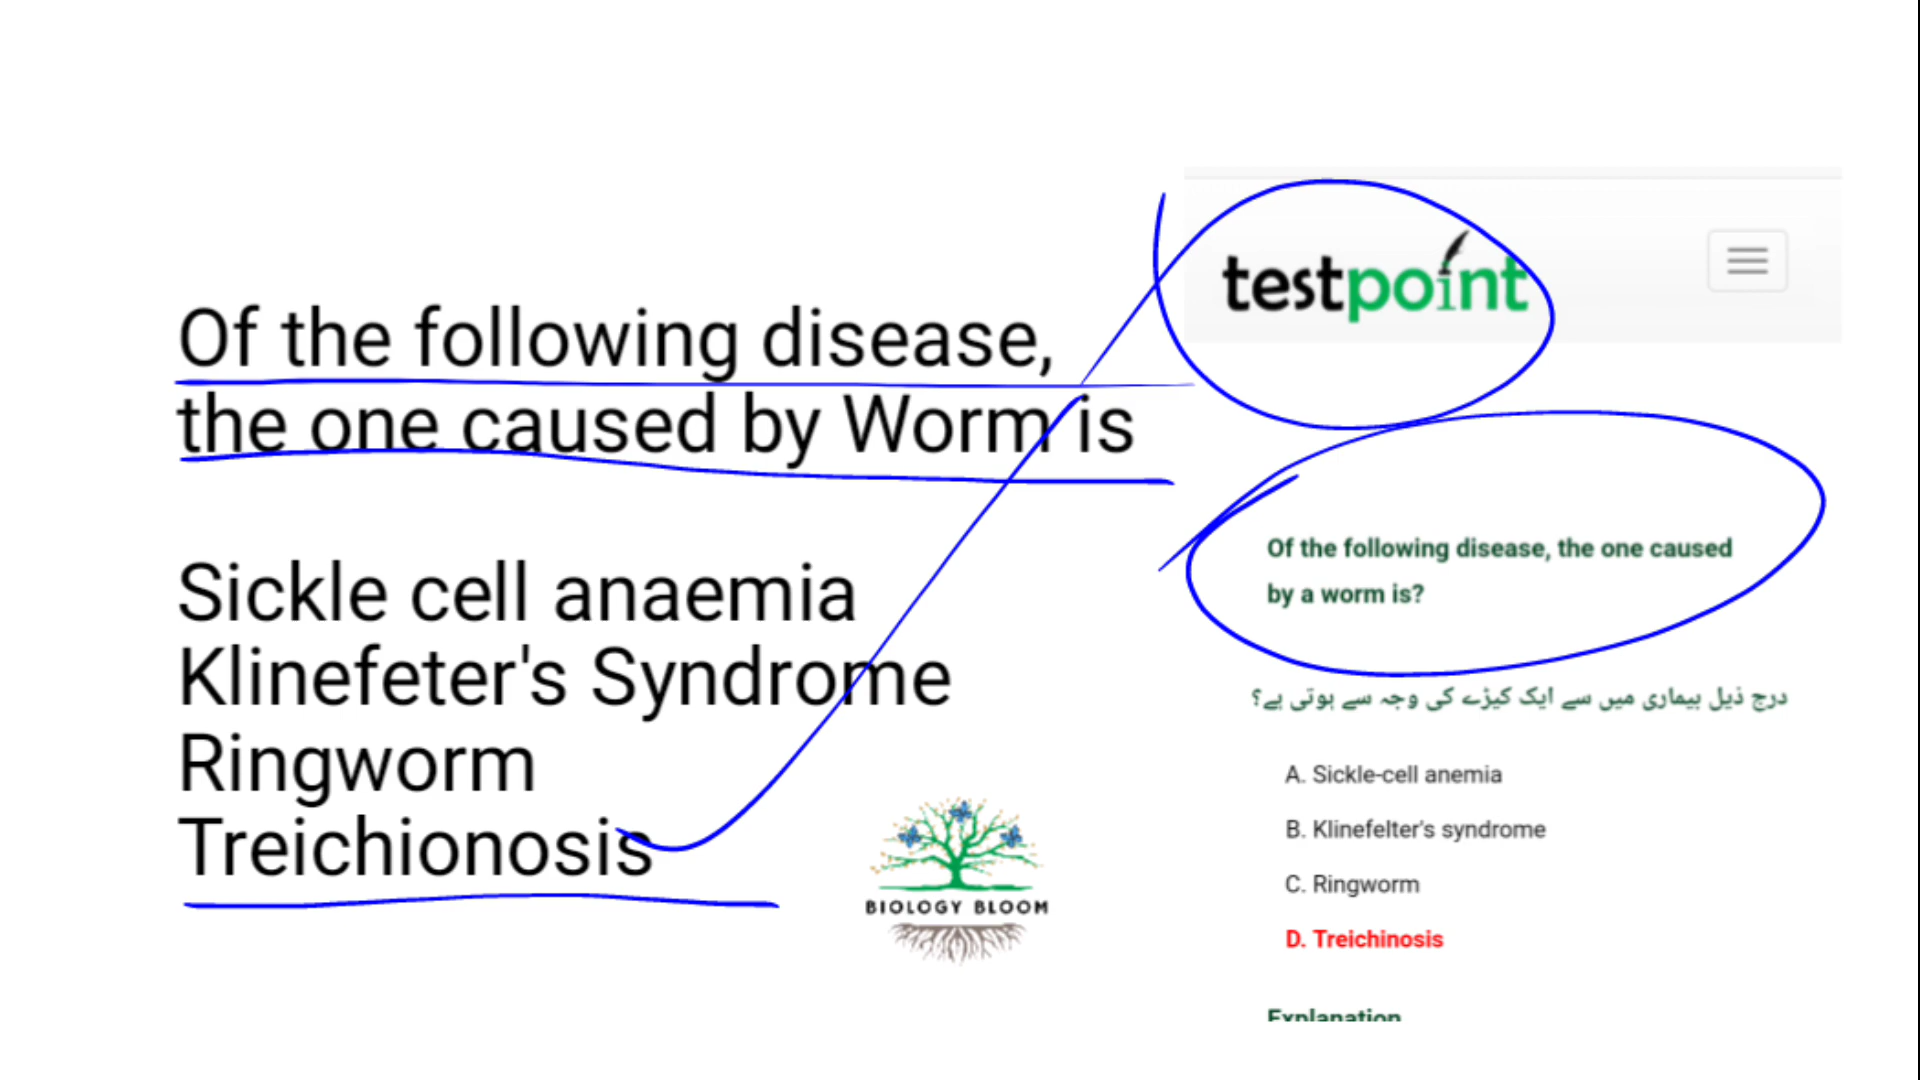 Of the following disease,
the one caused by Worm is
Sickle cell anaemia
Klinefeter's Syndrome
Ringworm
Treichionosis
BIOLOGY BLOOM
testpoint
Of the following disease, the one caused
by a worm is?
درج ذیل بیماری میں سے ایک کیڑے کی وجہ سے ہوتی ہے؟
A. Sickle-cell anemia
B. Klinefelter's syndrome
C. Ringworm
D. Treichinosis
Explanation